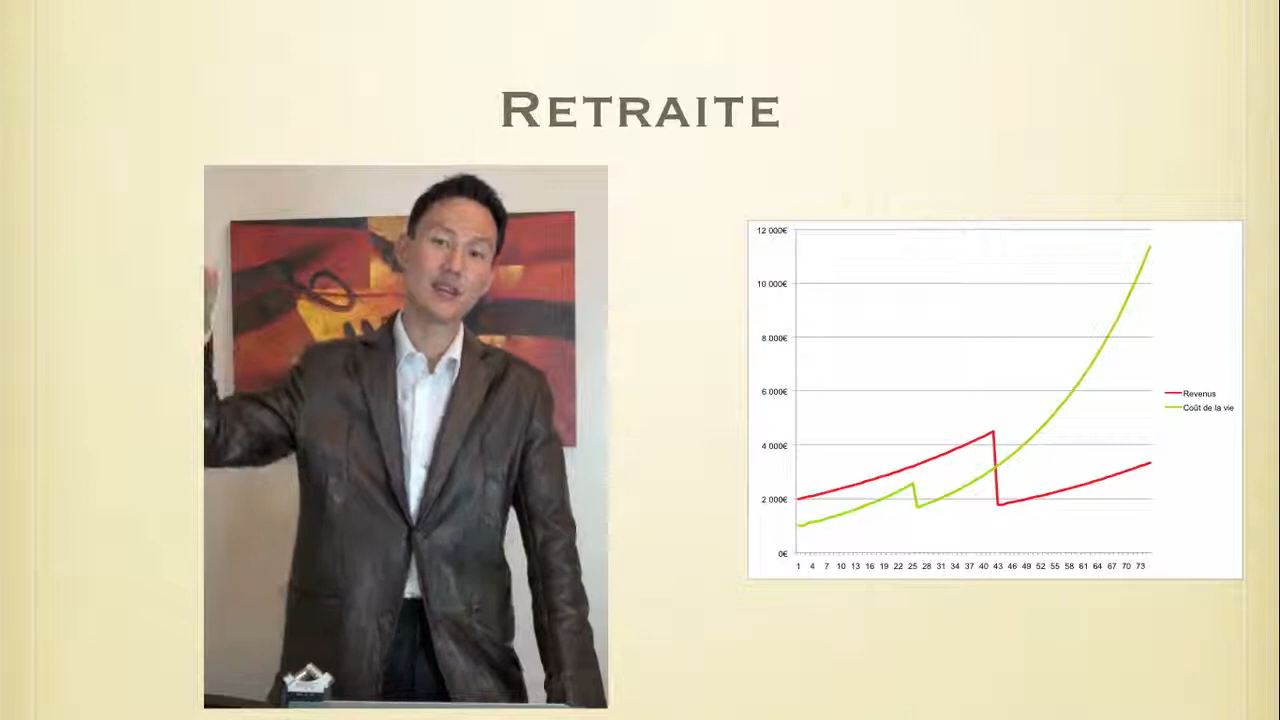 Retraite
12 000€
10 000€
8 000€
6 000€
4 000€
2 000€
0€
1 4 7 10 13 16 19 22 25 28 31 34 37 40 43 46 49 52 55 58 61 64 67 70 73
Revenus
Coût de la vie